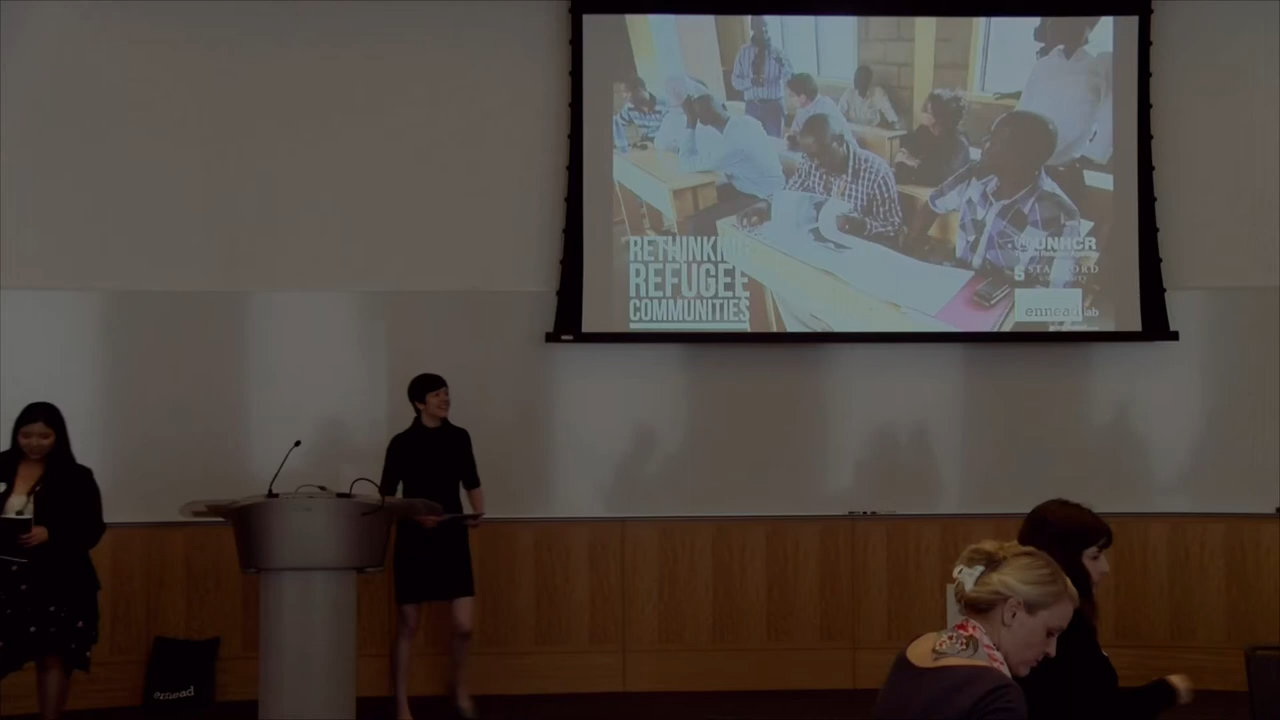 RETHINKING
REFUGEE
COMMUNITIES
UNHCR
STANFORD
ennead lab
ennead